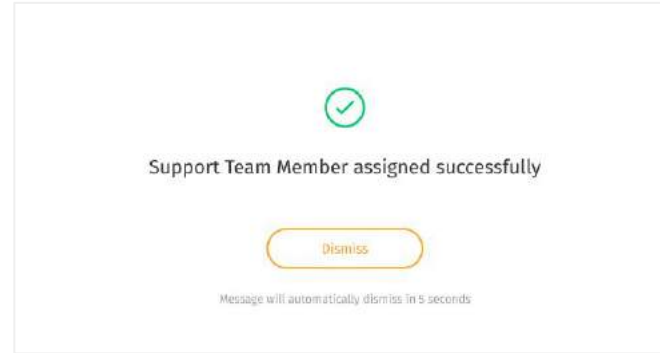 Support Team Member assigned successfully
Dismiss
Message will automatically dismiss in 5 seconds